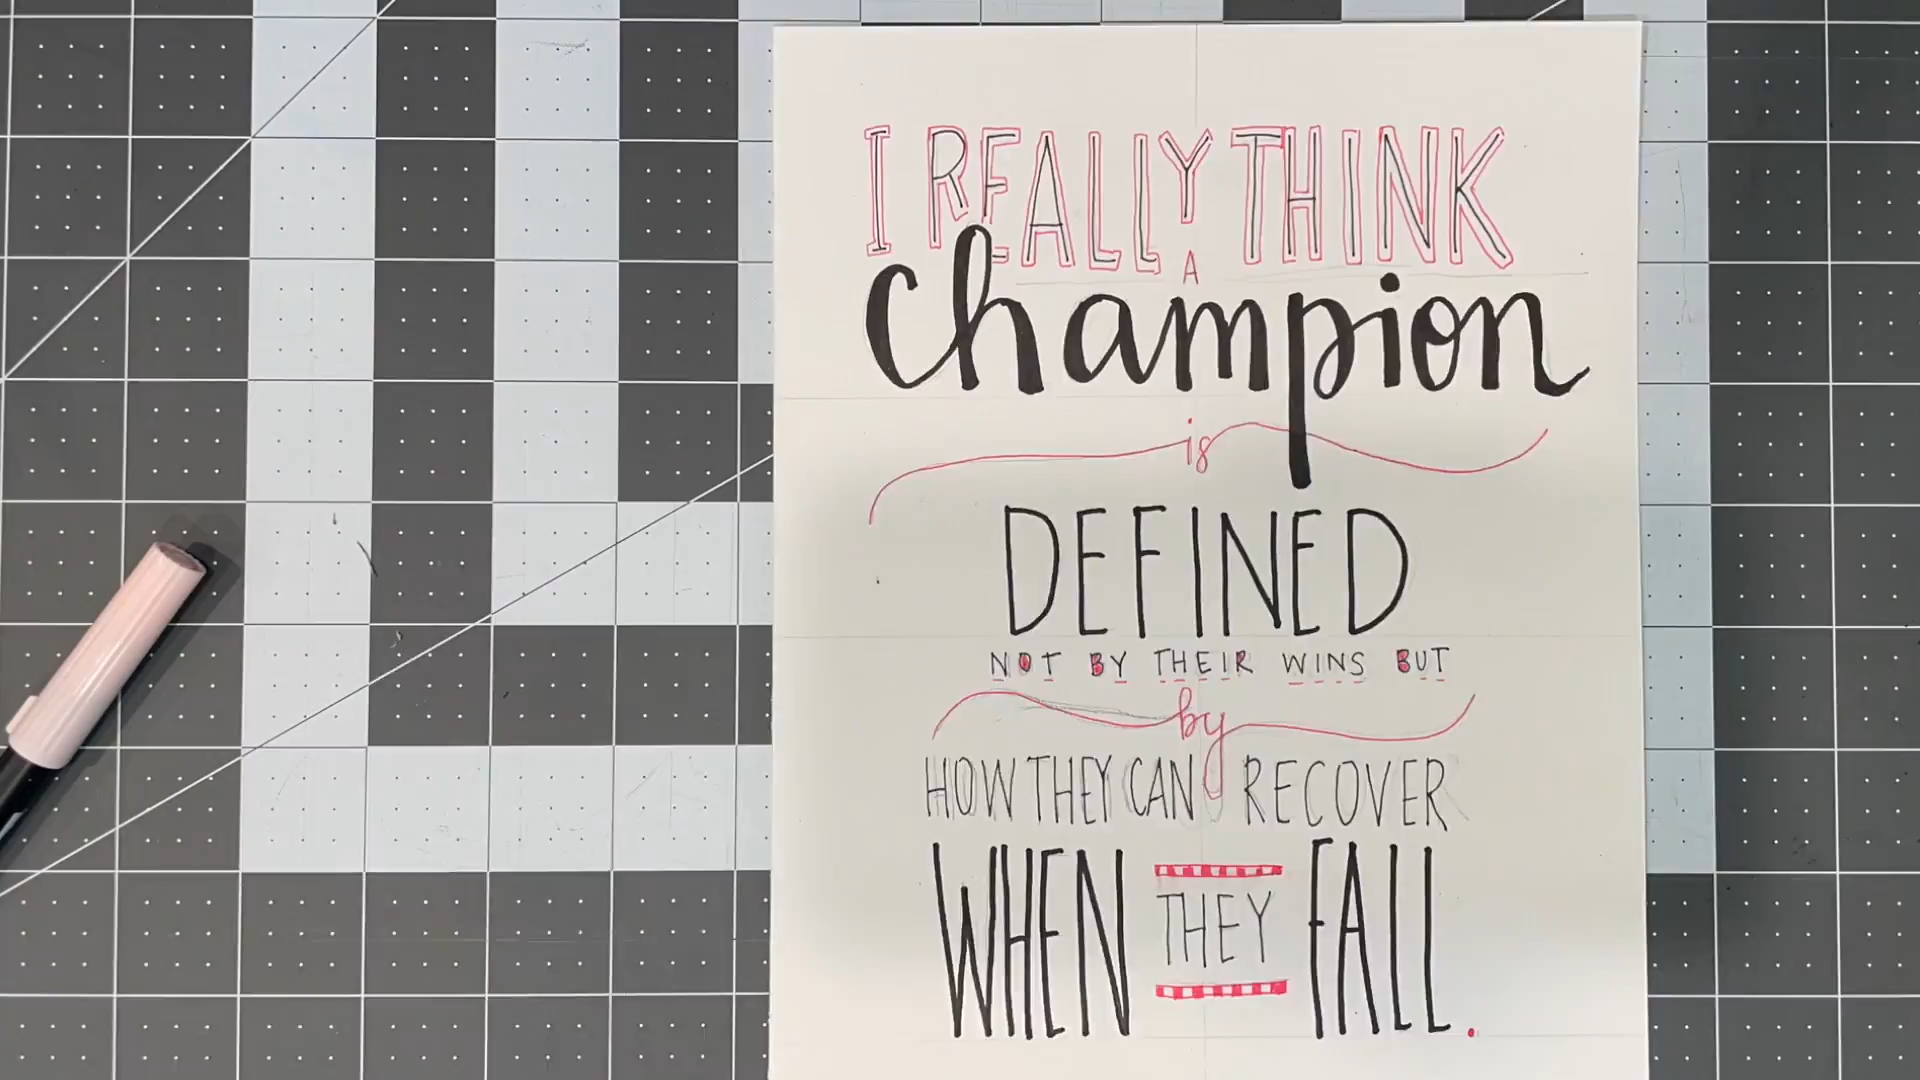 I REALLY THINK
A
champion
is
DEFINED
NOT BY THEIR WINS BUT
by
HOW THEY CAN RECOVER
WHEN THEY FALL.